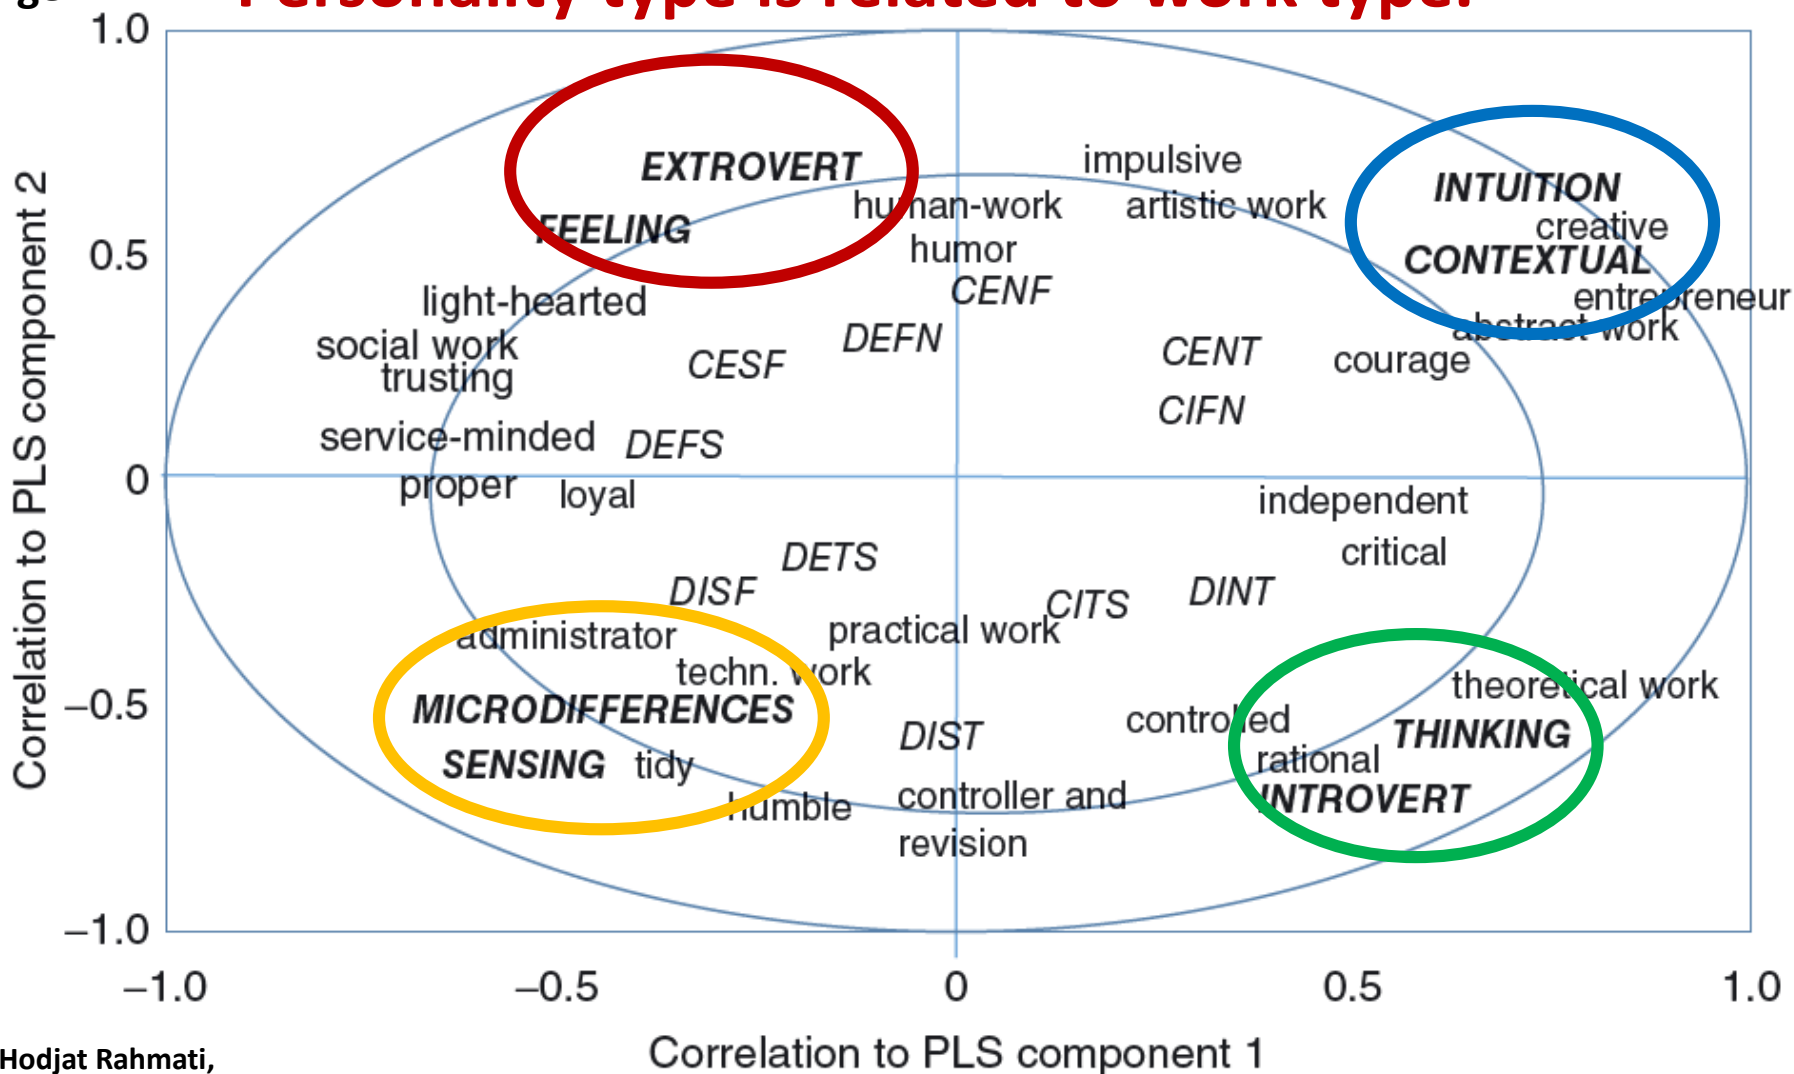 Personality type is related to work type.
1.0
EXTROVERT
impulsive
INTUITION
human-work
artistic work
creative
FEELING
humor
CONTEXTUAL
0.5
light-hearted
CENF
entrepreneur
social work
DEFN
abstract work
trusting
CESF
CENT
courage
CIFN
service-minded
DEFS
0
proper
loyal
independent
critical
DETS
DISF
CITS
DINT
administrator
practical work
techn. work
theoretical work
−0.5
MICRODIFFERENCES
controlled
DIST
THINKING
SENSING
tidy
rational
humble
controller and
revision
INTROVERT
−1.0
−1.0
−0.5
0
0.5
1.0
Correlation to PLS component 2
Correlation to PLS component 1
Hodjat Rahmati,